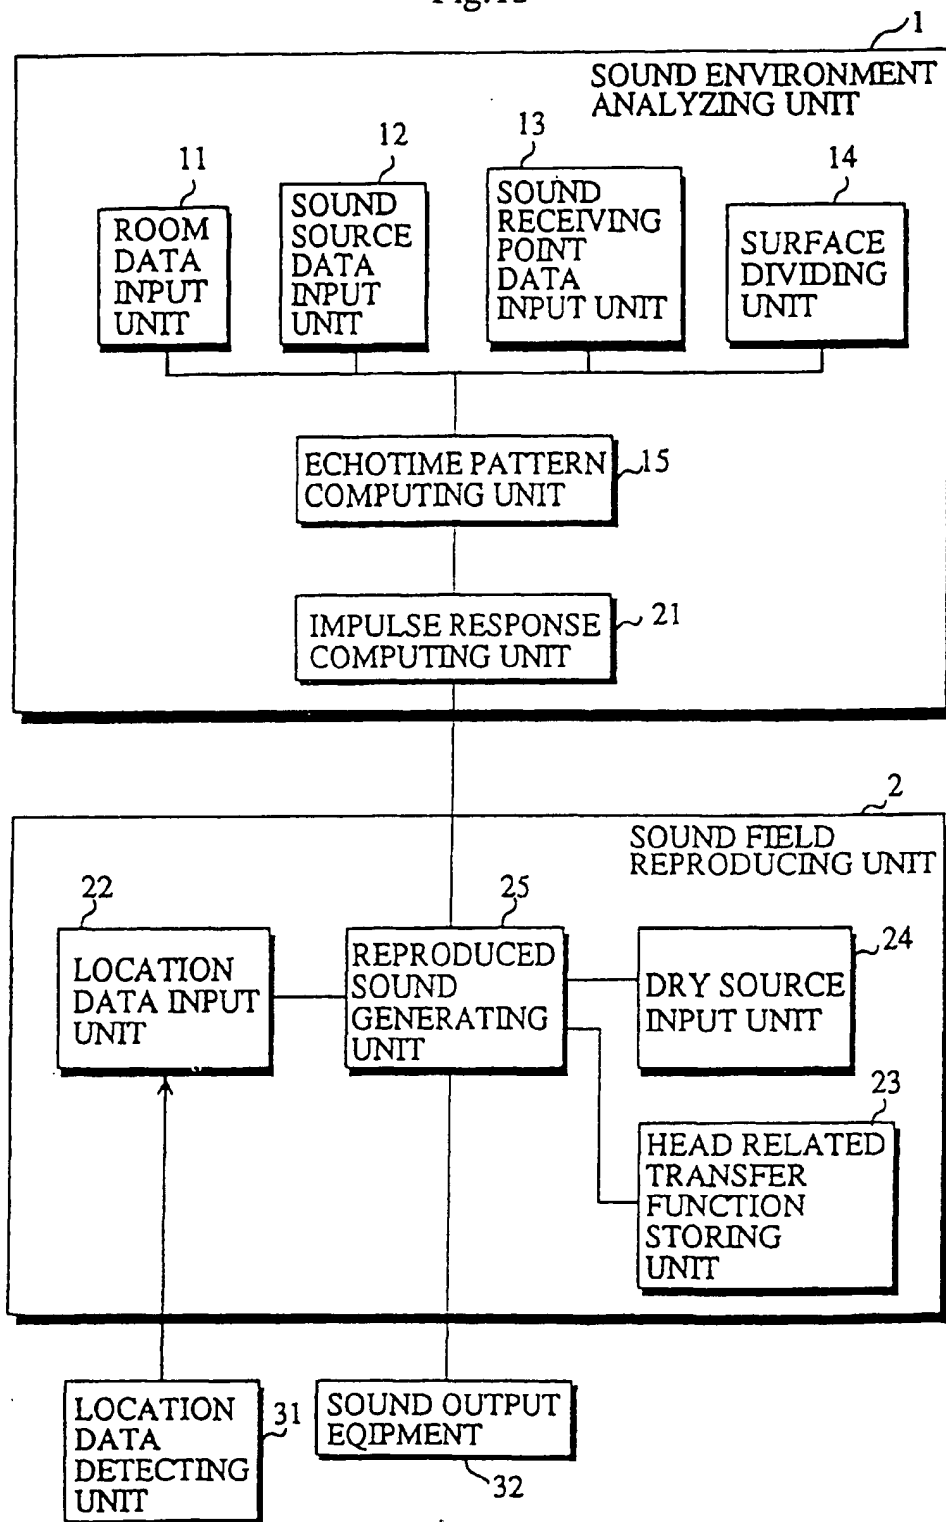 1
SOUND ENVIRONMENT
ANALYZING UNIT
11
ROOM
DATA
INPUT
UNIT
12
SOUND
SOURCE
DATA
INPUT
UNIT
13
SOUND
RECEIVING
POINT
DATA
INPUT UNIT
14
SURFACE
DIVIDING
UNIT
ECHOTIME PATTERN
COMPUTING UNIT
15
IMPULSE RESPONSE
COMPUTING UNIT
21
2
SOUND FIELD
REPRODUCING UNIT
22
LOCATION
DATA INPUT
UNIT
25
REPRODUCED
SOUND
GENERATING
UNIT
24
DRY SOURCE
INPUT UNIT
23
HEAD RELATED
TRANSFER
FUNCTION
STORING
UNIT
LOCATION
DATA
DETECTING
UNIT
31
SOUND OUTPUT
EQIPMENT
32